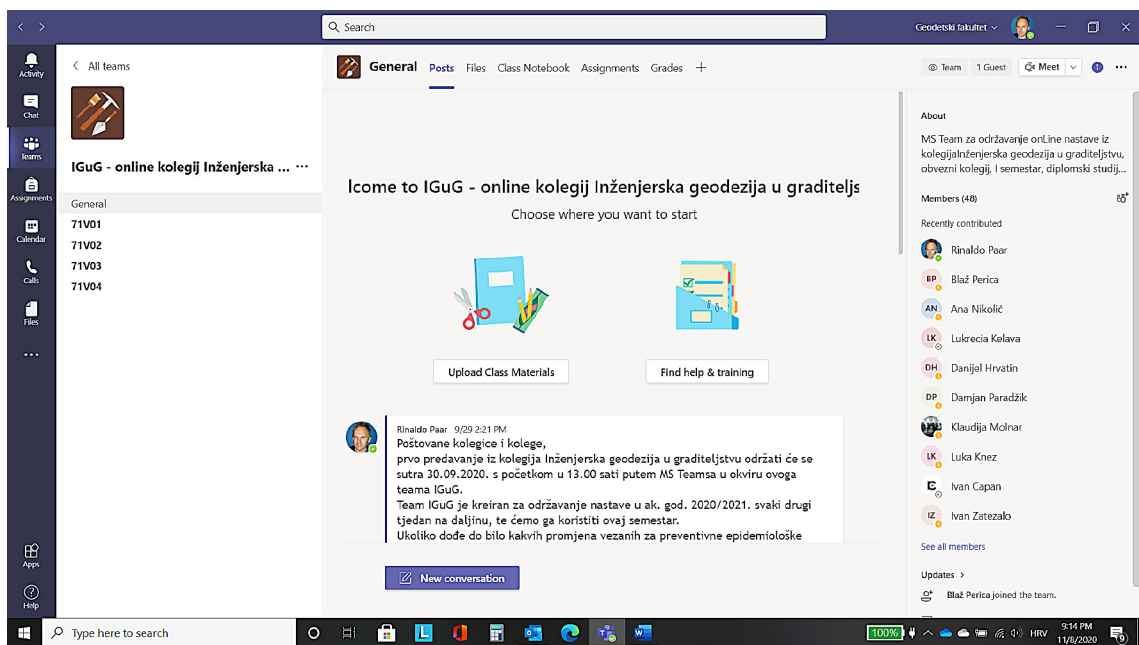 Search
Geodetski fakultet
Activity
Chat
Teams
Assignments
Calendar
Calls
Files
Apps
Help
All teams
IGuG - online kolegij Inženjerska ...
General
71V01
71V02
71V03
71V04
General Posts Files Class Notebook Assignments Grades
Team 1 Guest Meet 1
lcome to IGuG - online kolegij Inženjerska geodezija u graditeljs
Choose where you want to start
Upload Class Materials
Find help & training
Rinaldo Paar 9/29 2:21 PM
Poštovane kolegice i kolege,
prvo predavanje iz kolegija Inženjerska geodezija u graditeljstvu održati će se
sutra 30.09.2020. s početkom u 13.00 sati putem MS Teamsa u okviru ovoga
teama IGuG.
Team IGuG je kreiran za održavanje nastave u ak. god. 2020/2021. svaki drugi
tjedan na daljinu, te ćemo ga koristiti ovaj semestar.
Ukoliko dođe do bilo kakvih promjena vezanih za preventivne epidemiološke
New conversation
About
MS Team za održavanje onLine nastave iz
kolegijaInženjerska geodezija u graditeljstvu,
obvezni kolegij, I semestar, diplomski studij...
Members (48)
Recently contributed
Rinaldo Paar
BP Blaž Perica
AN Ana Nikolić
LK Lukrecia Kelava
DH Danijel Hrvatin
DP Damjan Paradžik
Klaudija Molnar
LK Luka Knez
Ivan Capan
IZ Ivan Zatezalo
See all members
Updates
Blaž Perica joined the team.
Type here to search
100%
HRV
9:14 PM
11/8/2020